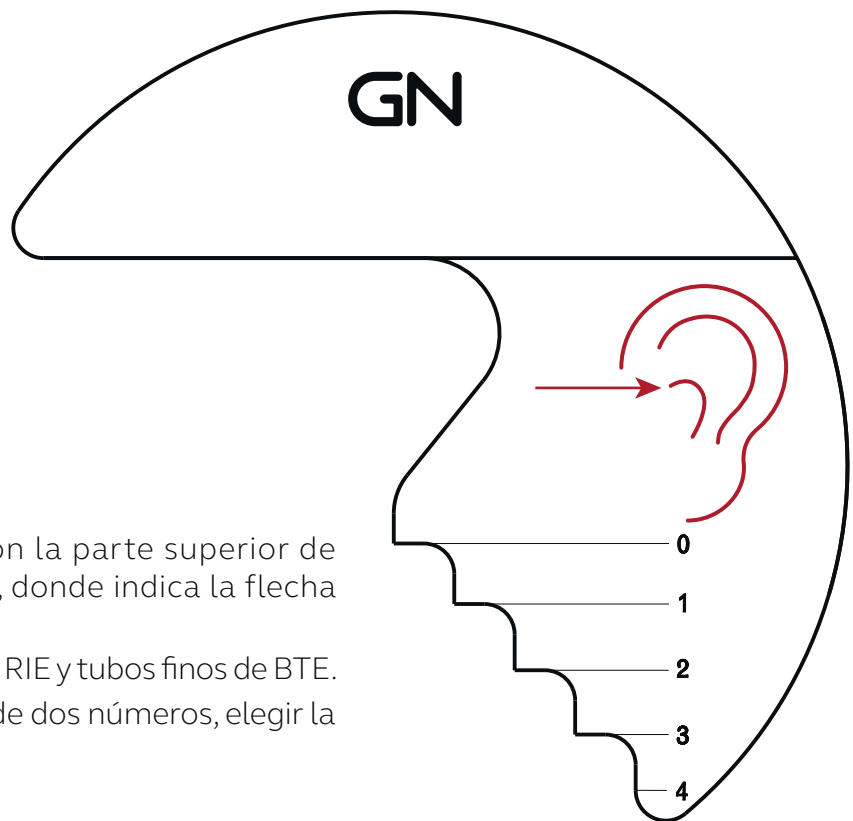 GN
on la parte superior de
, donde indica la flecha
RIE y tubos finos de BTE.
de dos números, elegir la
0
1
2
3
4